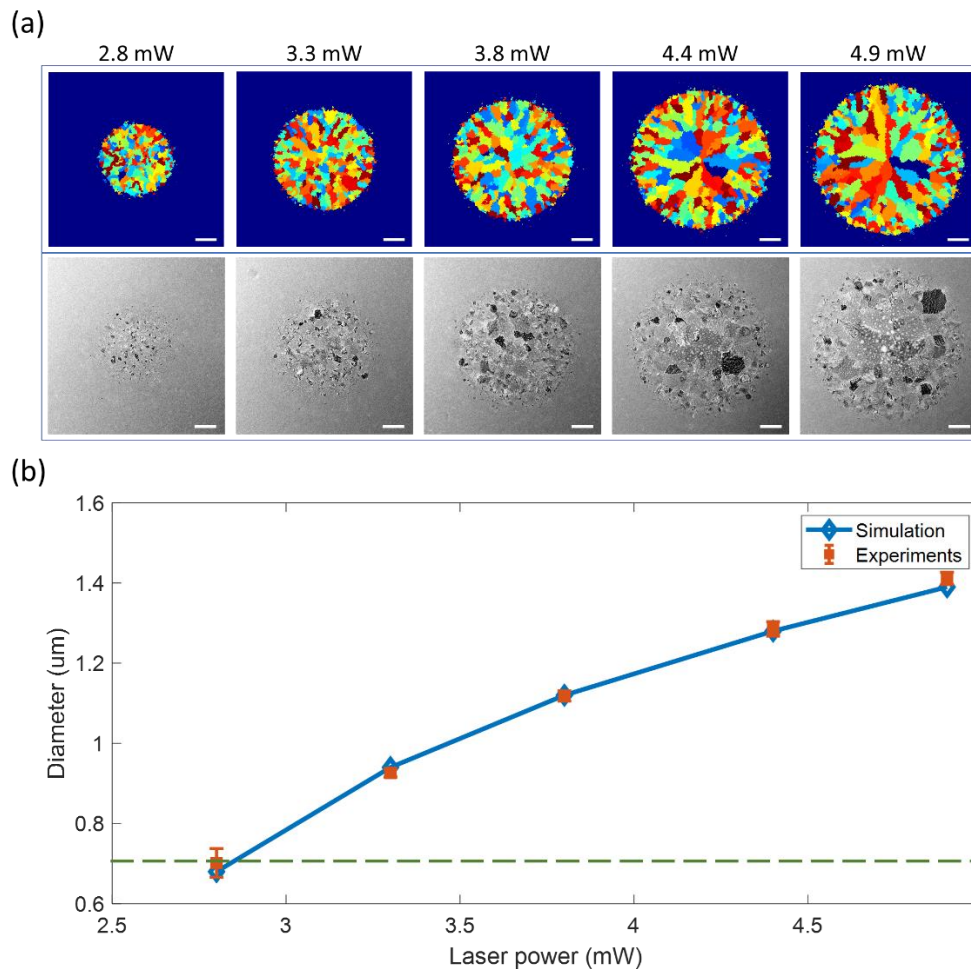 (a)
2.8 mW 3.3 mW 3.8 mW 4.4 mW 4.9 mW
(b)
1.6
Simulation
Experiments
1.4
1.2
1
0.8
0.6
Diameter (um)
2.5 3 3.5 4 4.5
Laser power (mW)